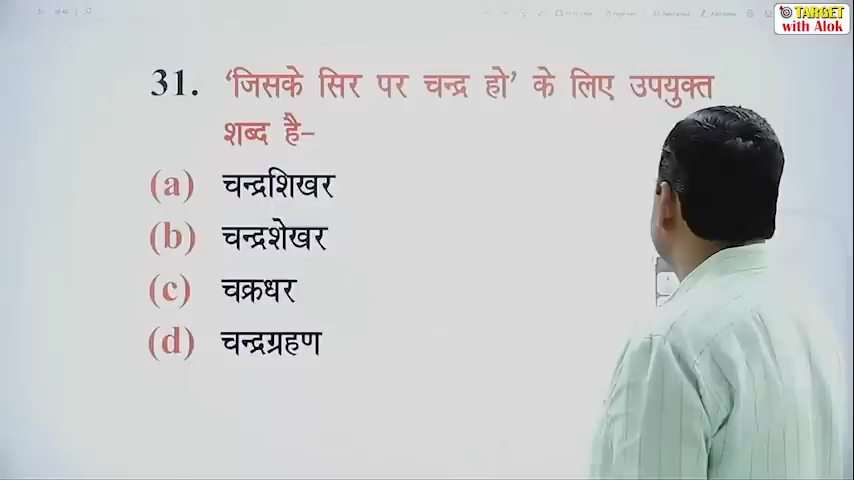 TARGET
with Alok
31. ‘जिसके सिर पर चन्द्र हो’ के लिए उपयुक्त
शब्द है–
(a) चन्द्रशिखर
(b) चन्द्रशेखर
(c) चक्रधर
(d) चन्द्रग्रहण